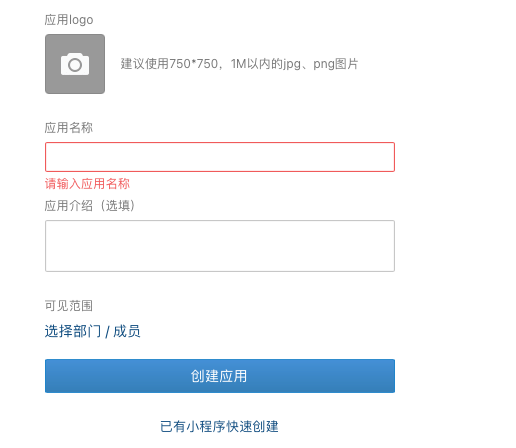 应用logo
建议使用750*750，1M以内的jpg、png图片
应用名称
请输入应用名称
应用介绍（选填）
可见范围
选择部门 / 成员
创建应用
已有小程序快速创建